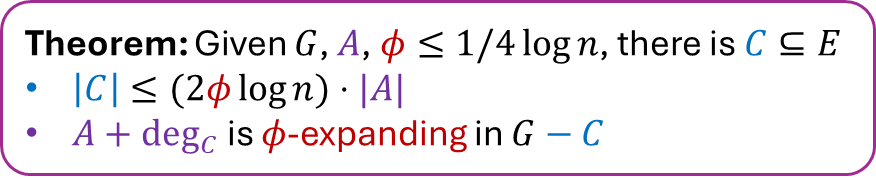 Theorem: Given G, A, ϕ ≤ 1/4 log n, there is C ⊆ E
• |C| ≤ (2ϕ log n) · |A|
• A + deg_C is ϕ-expanding in G − C